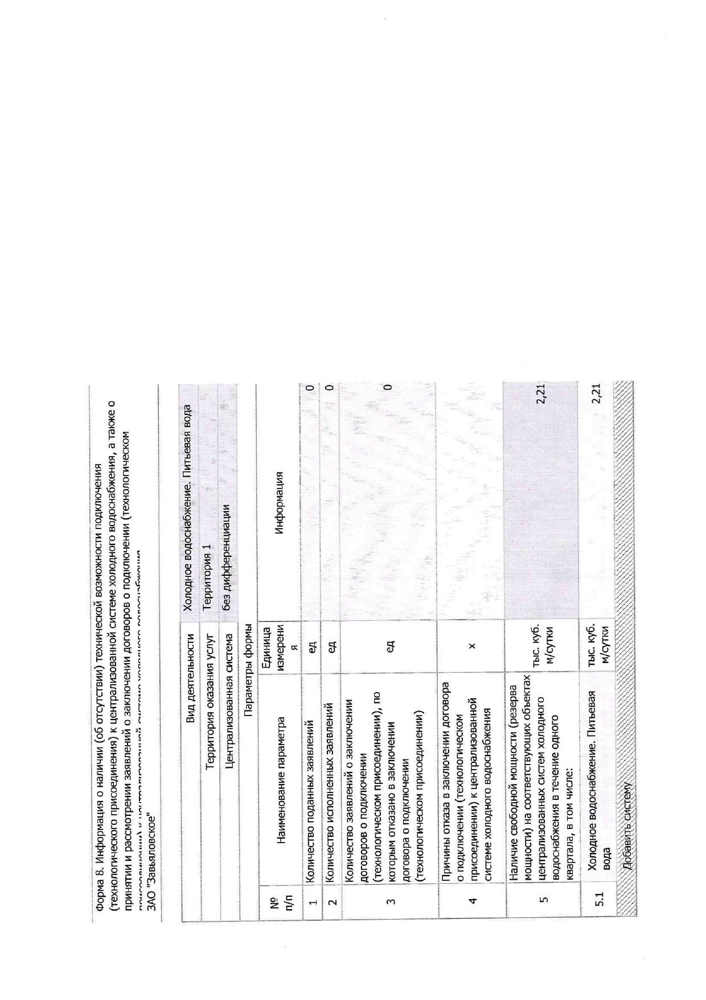 Форма 8. Информация о наличии (об отсутствии) технической возможности подключения
(технологического присоединения) к централизованной системе холодного водоснабжения, а также о
принятии и рассмотрении заявлений о заключении договоров о подключении (технологическом
присоединении) к централизованной системе холодного водоснабжения
ЗАО "Завьяловское"
Вид деятельности Холодное водоснабжение. Питьевая вода
Территория оказания услуг Территория 1
Централизованная система без дифференциации
Параметры формы
№
п/п
Наименование параметра
Единица
измерени
я
Информация
1 Количество поданных заявлений ед 0
2 Количество исполненных заявлений ед 0
3
Количество заявлений о заключении
договоров о подключении
(технологическом присоединении), по
которым отказано в заключении
договора о подключении
(технологическом присоединении)
ед
0
4
Причины отказа в заключении договора
о подключении (технологическом
присоединении) к централизованной
системе холодного водоснабжения
х
5
Наличие свободной мощности (резерва
мощности) на соответствующих объектах
централизованных систем холодного
водоснабжения в течение одного
квартала, в том числе:
тыс. куб.
м/сутки
2,21
5.1
Холодное водоснабжение. Питьевая
вода
тыс. куб.
м/сутки
2,21
Добавить систему